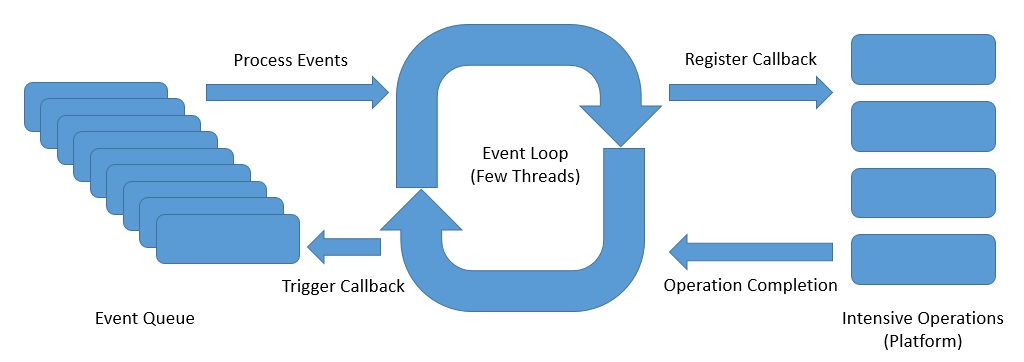 Process Events
Register Callback
Event Loop
(Few Threads)
Trigger Callback
Operation Completion
Event Queue
Intensive Operations
(Platform)